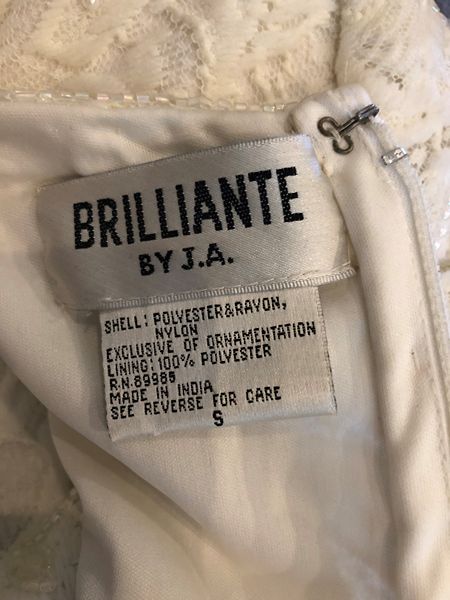 BRILLIANTE
BY J.A.
SHELL: POLYESTER&RAYON,
NYLON
EXCLUSIVE OF ORNAMENTATION
LINING: 100% POLYESTER
R.N.89985
MADE IN INDIA
SEE REVERSE FOR CARE
S